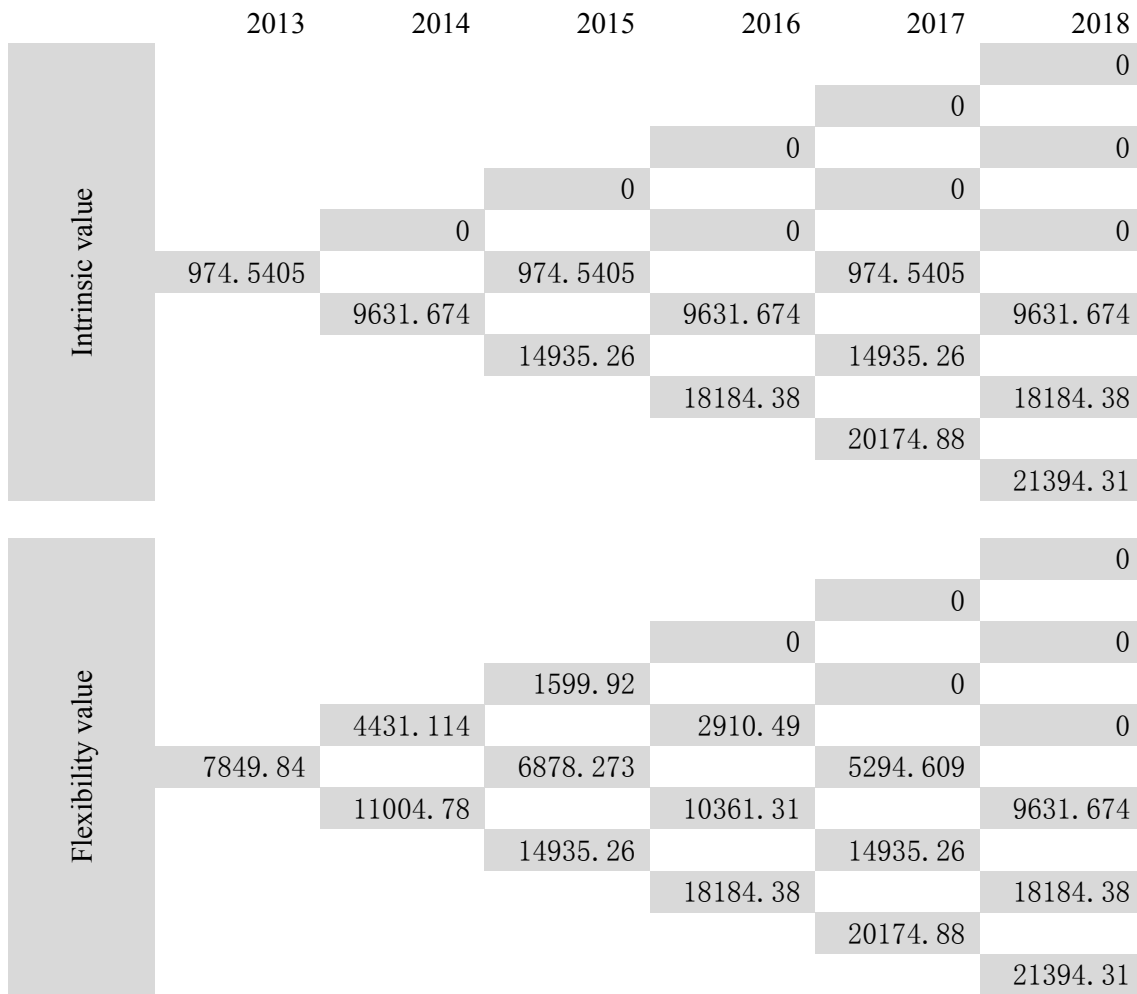 2013 2014 2015 2016 2017 2018
0
0
0 0
0 0
0 0 0
974.5405 974.5405 974.5405
9631.674 9631.674 9631.674
14935.26 14935.26
18184.38 18184.38
20174.88
21394.31
Intrinsic value
0
0
0 0
1599.92 0
4431.114 2910.49 0
7849.84 6878.273 5294.609
11004.78 10361.31 9631.674
14935.26 14935.26
18184.38 18184.38
20174.88
21394.31
Flexibility value